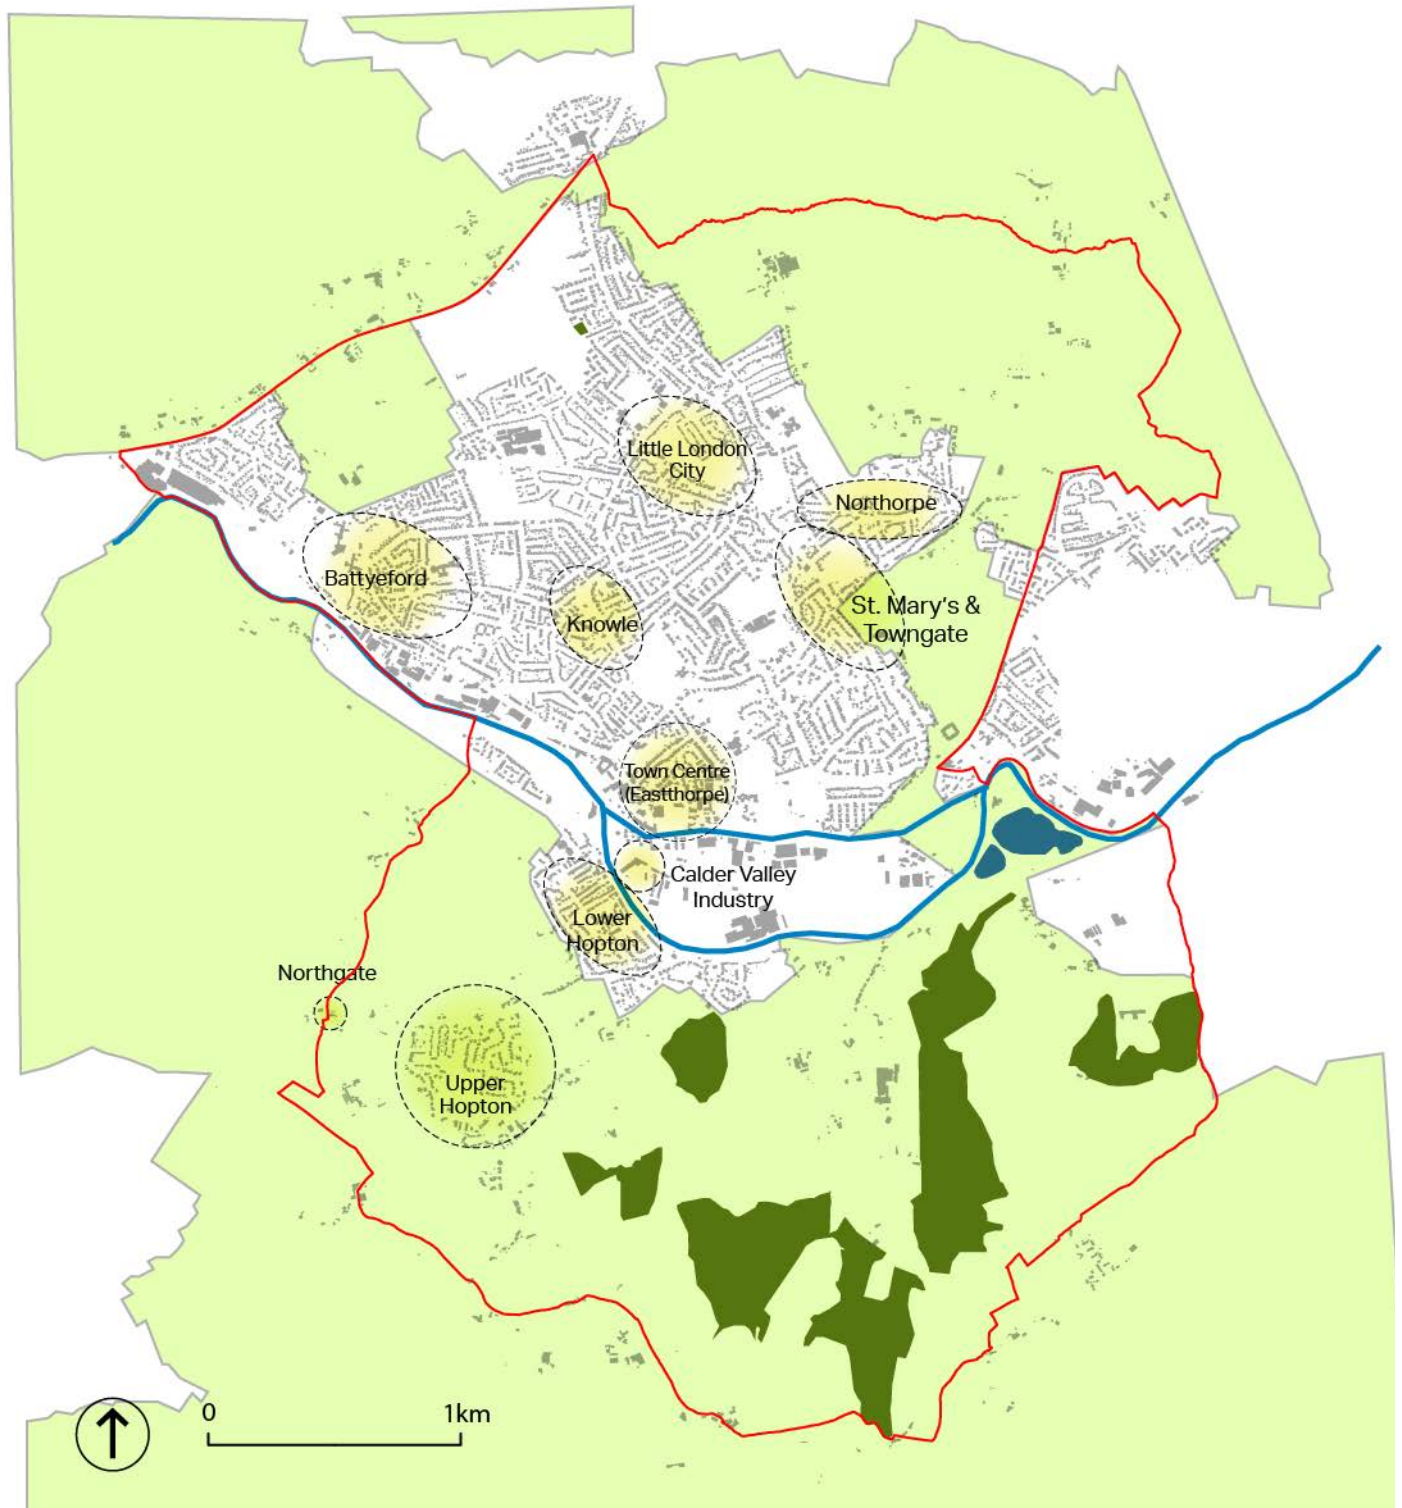 Little London
City
Northorpe
Battyeford
St. Mary's &
Towngate
Knowle
Town Centre
(Eastthorpe)
Calder Valley
Industry
Lower
Hopton
Northgate
Upper
Hopton
0
1km